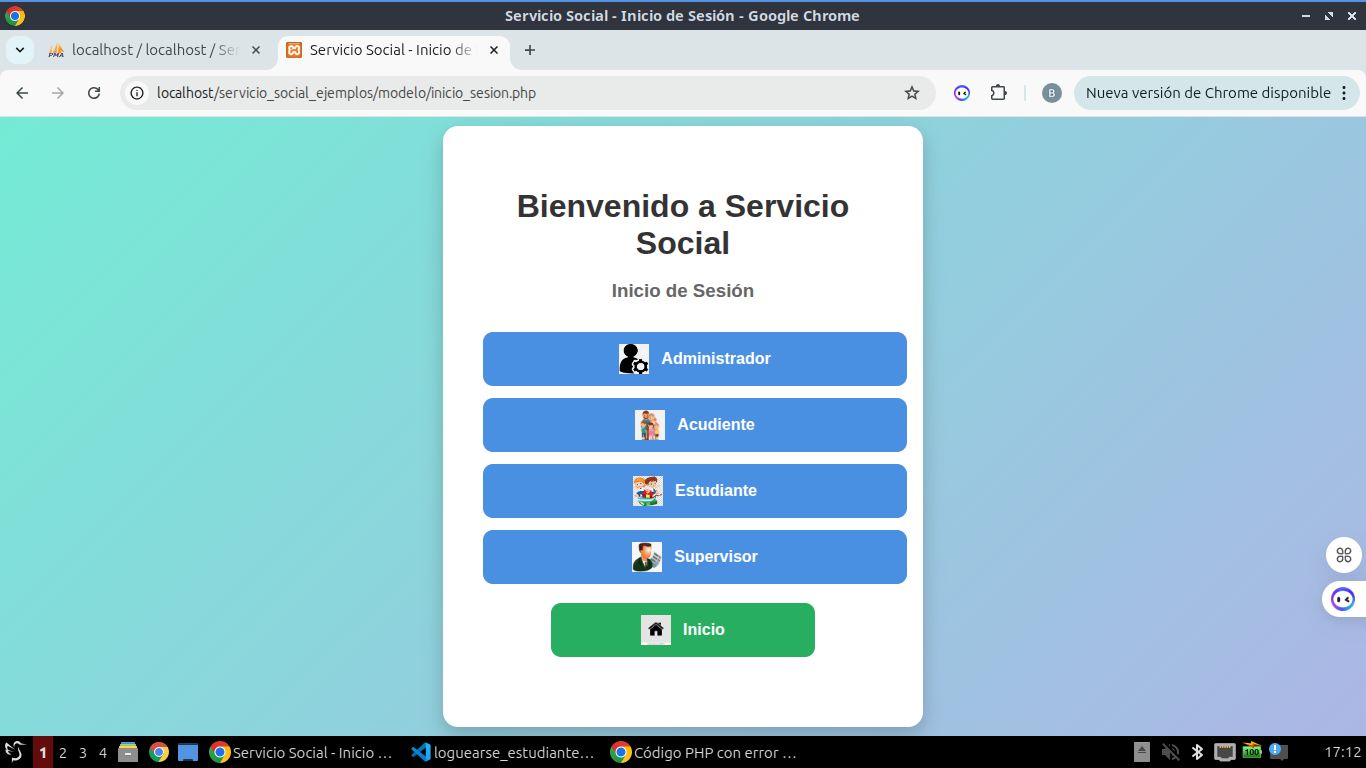 Servicio Social - Inicio de Sesión - Google Chrome
localhost / localhost / Ser
Servicio Social - Inicio de
localhost/servicio_social_ejemplos/modelo/inicio_sesion.php
B
Nueva versión de Chrome disponible
Bienvenido a Servicio
Social
Inicio de Sesión
Administrador
Acudiente
Estudiante
Supervisor
Inicio
1 2 3 4 Servicio Social - Inicio ... loguearse_estudiante... Código PHP con error ... 100 17:12